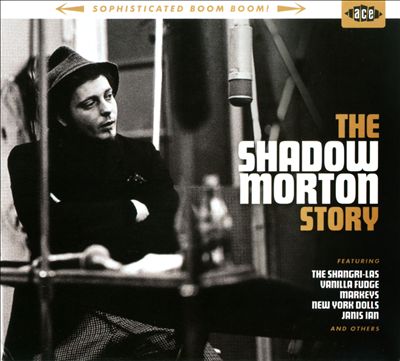 SOPHISTICATED BOOM BOOM!
ace
THE
SHADOW
MORTON
STORY
FEATURING
THE SHANGRI-LAS
VANILLA FUDGE
MARKEYS
NEW YORK DOLLS
JANIS IAN
AND OTHERS